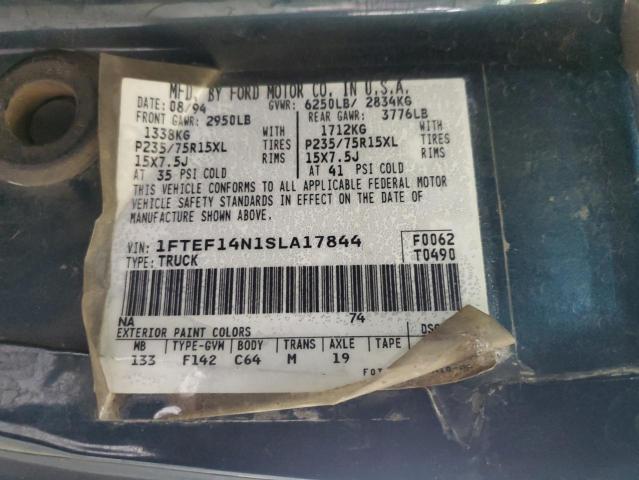 MFD. BY FORD MOTOR CO. IN U.S.A.
DATE: 08/94 GVWR: 6250LB/ 2834KG
FRONT GAWR: 2950LB REAR GAWR: 3776LB
1338KG WITH 1712KG WITH
P235/75R15XL TIRES P235/75R15XL TIRES
15X7.5J RIMS 15X7.5J RIMS
AT 35 PSI COLD AT 41 PSI COLD
THIS VEHICLE CONFORMS TO ALL APPLICABLE FEDERAL MOTOR
VEHICLE SAFETY STANDARDS IN EFFECT ON THE DATE OF
MANUFACTURE SHOWN ABOVE.
VIN: 1FTEF14N1SLA17844 F0062
TYPE: TRUCK T0490
NA 74
EXTERIOR PAINT COLORS DSO
MB TYPE-GVW BODY TRANS AXLE TAPE
133 F142 C64 M 19